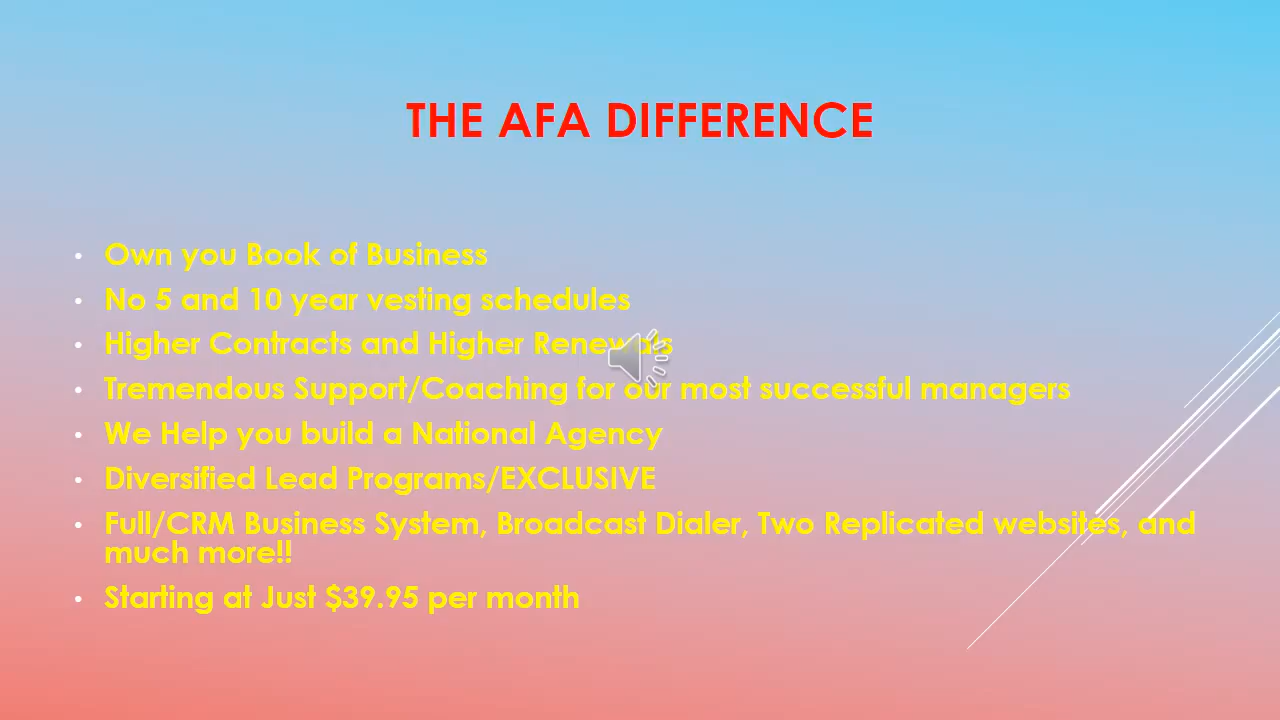 THE AFA DIFFERENCE
• Own you Book of Business
• No 5 and 10 year vesting schedules
• Higher Contracts and Higher Renewals
• Tremendous Support/Coaching for our most successful managers
• We Help you build a National Agency
• Diversified Lead Programs/EXCLUSIVE
• Full/CRM Business System, Broadcast Dialer, Two Replicated websites, and
much more!!
• Starting at Just $39.95 per month